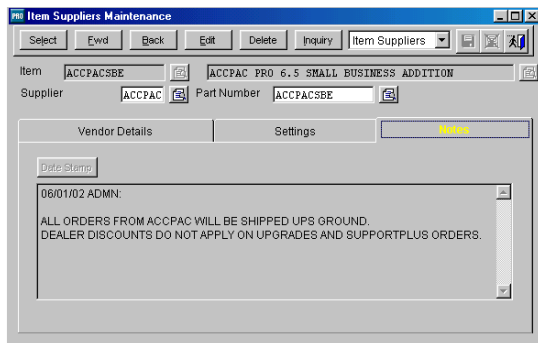 PRO Item Suppliers Maintenance
Select Fwd Back Edit Delete Inquiry Item Suppliers
Item ACCPACSBE ACCPAC PRO 6.5 SMALL BUSINESS ADDITION
Supplier ACCPAC Part Number ACCPACSBE
Vendor Details Settings Notes
Date Stamp
06/01/02 ADMN:
ALL ORDERS FROM ACCPAC WILL BE SHIPPED UPS GROUND.
DEALER DISCOUNTS DO NOT APPLY ON UPGRADES AND SUPPORTPLUS ORDERS.